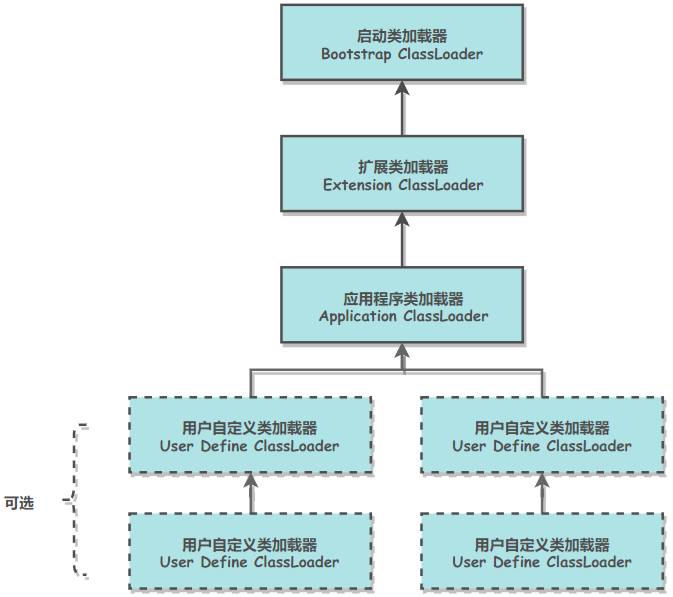 启动类加载器
Bootstrap ClassLoader
扩展类加载器
Extension ClassLoader
应用程序类加载器
Application ClassLoader
用户自定义类加载器
User Define ClassLoader
用户自定义类加载器
User Define ClassLoader
可选
用户自定义类加载器
User Define ClassLoader
用户自定义类加载器
User Define ClassLoader